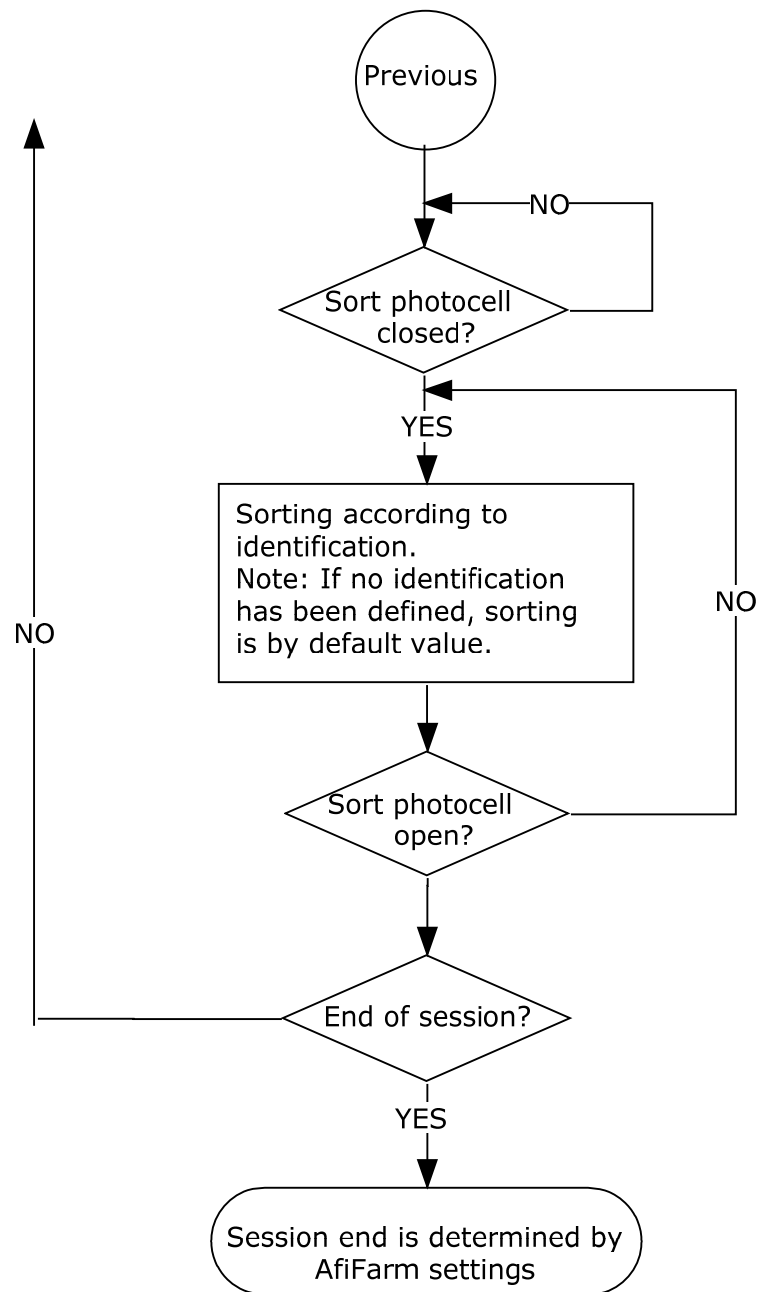 Previous
NO
Sort photocell
closed?
YES
Sorting according to
identification.
Note: If no identification
has been defined, sorting
is by default value.
NO
NO
Sort photocell
open?
End of session?
YES
Session end is determined by
AfiFarm settings